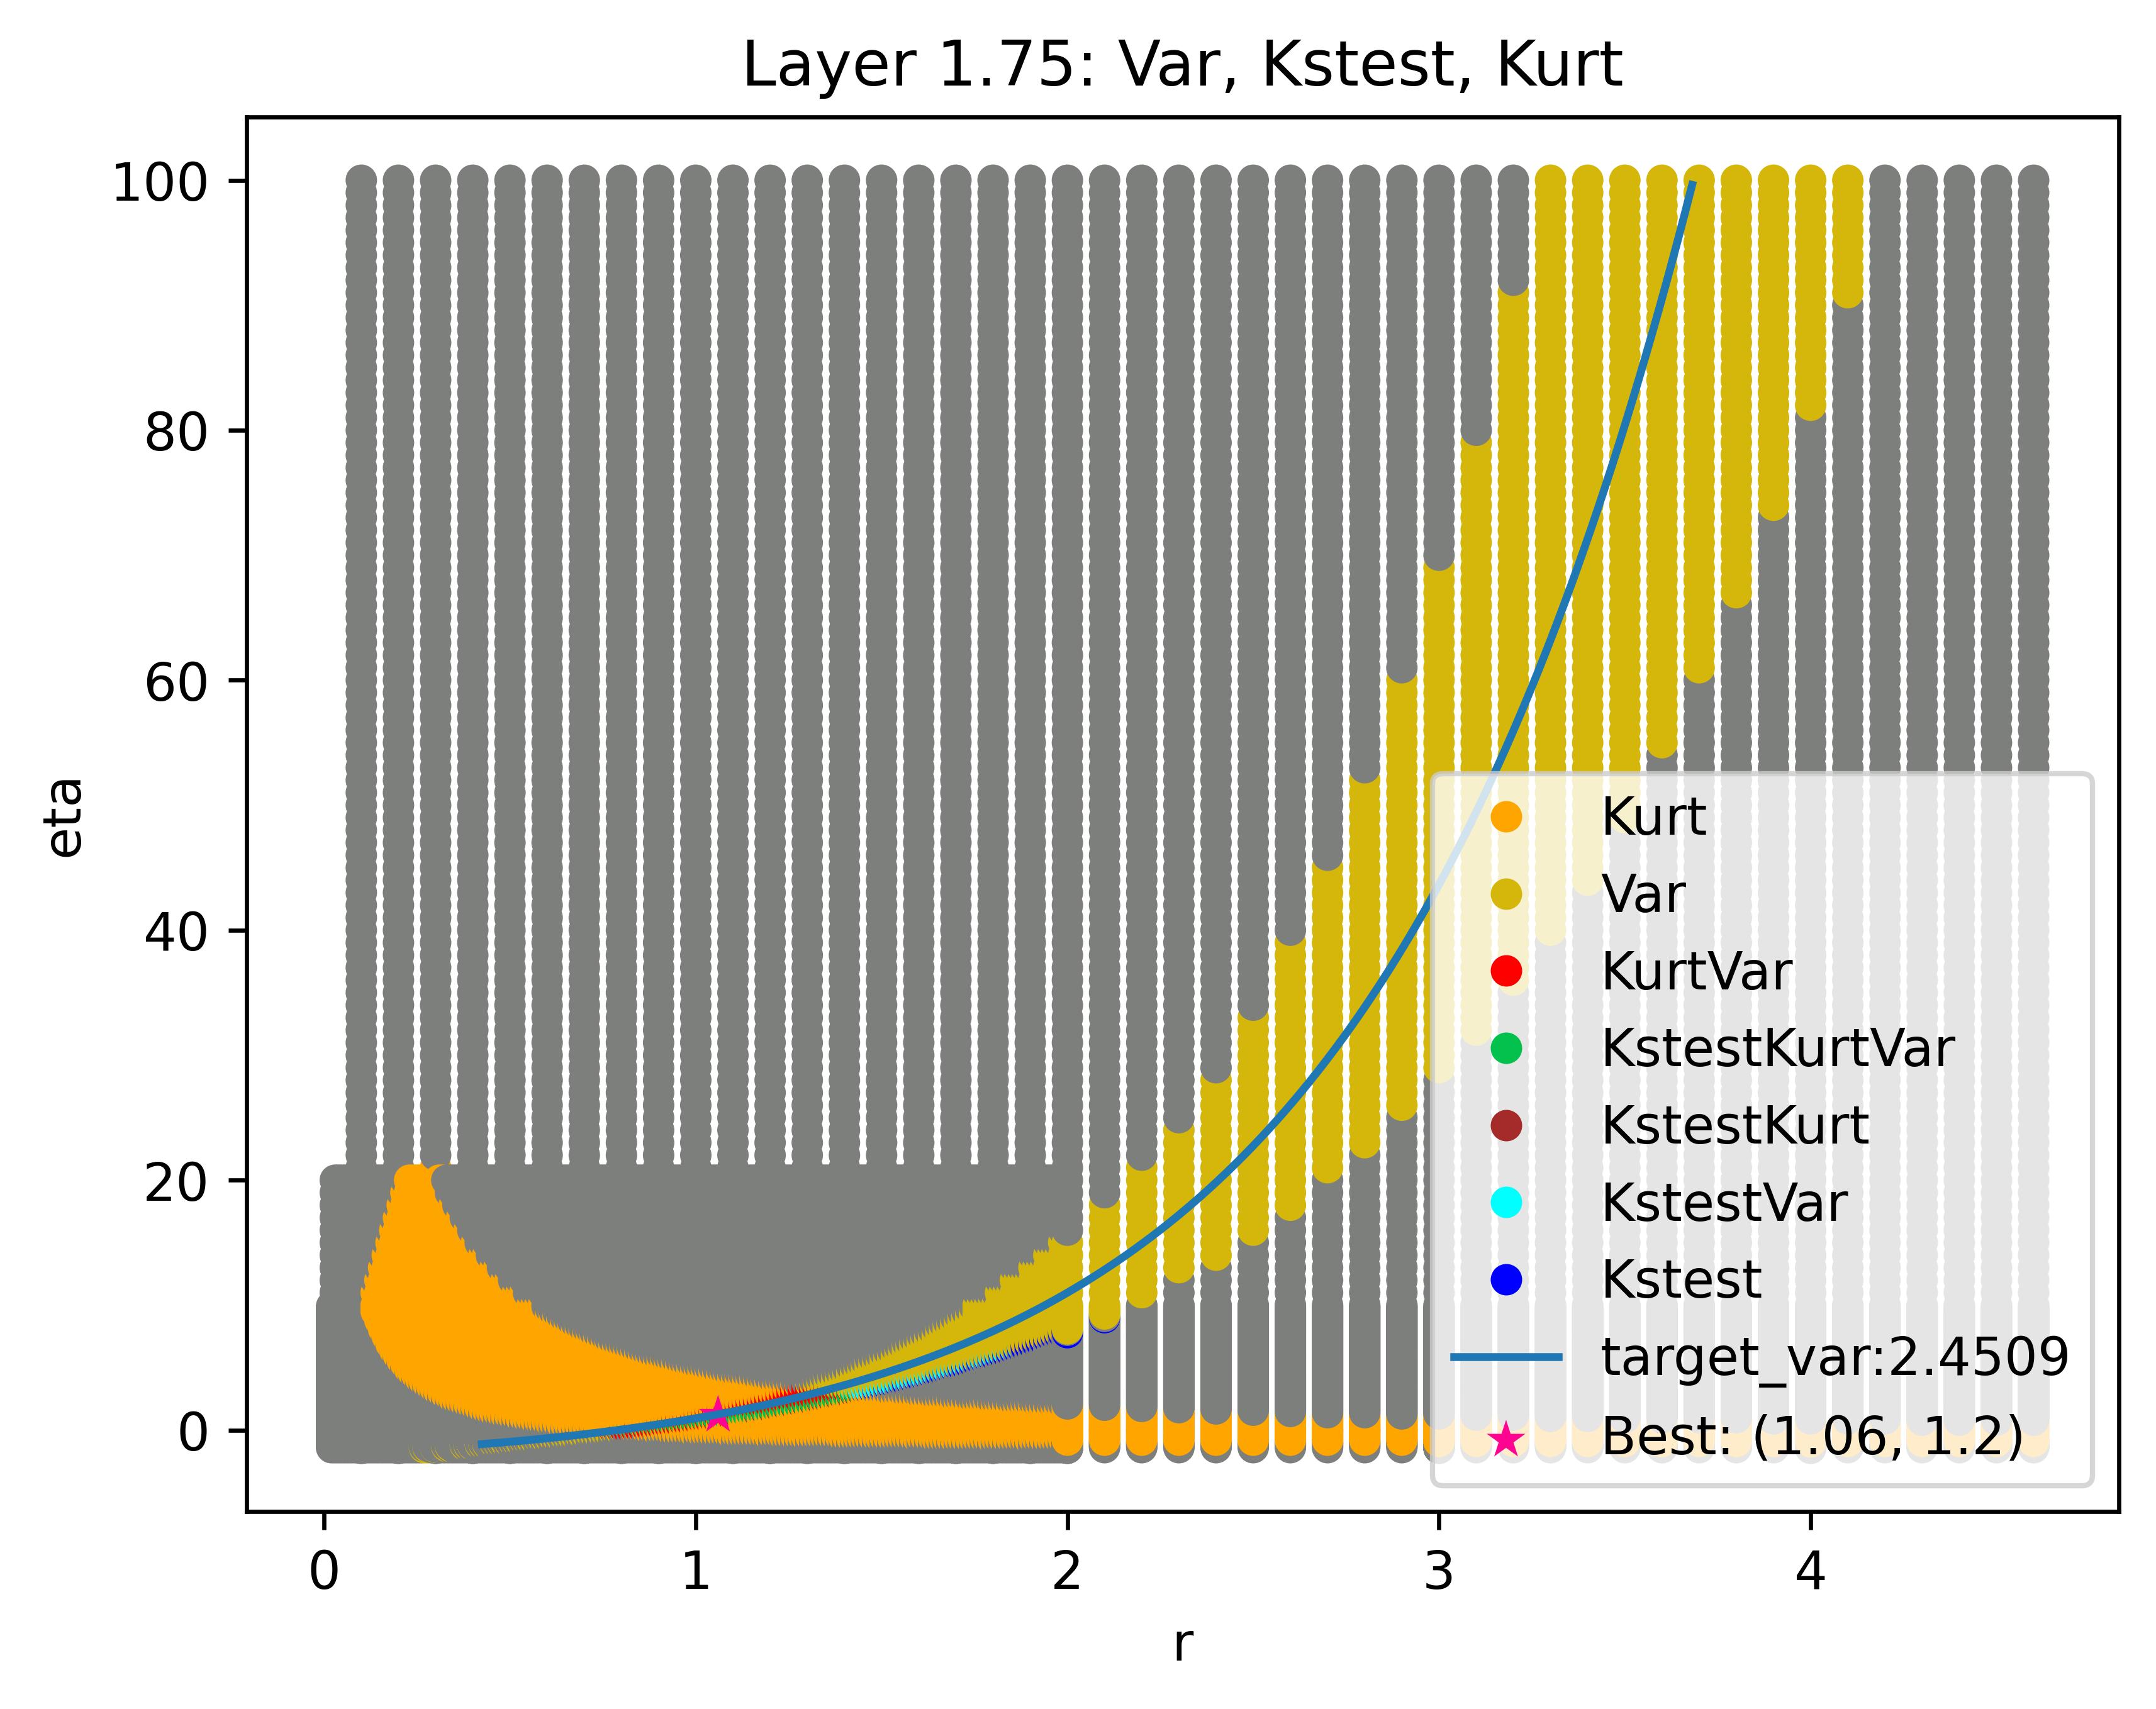 Layer 1.75: Var, Kstest, Kurt
100
80
60
40
20
0
eta
Kurt
Var
KurtVar
KstestKurtVar
KstestKurt
KstestVar
Kstest
target_var:2.4509
Best: (1.06, 1.2)
0 1 2 3 4
r